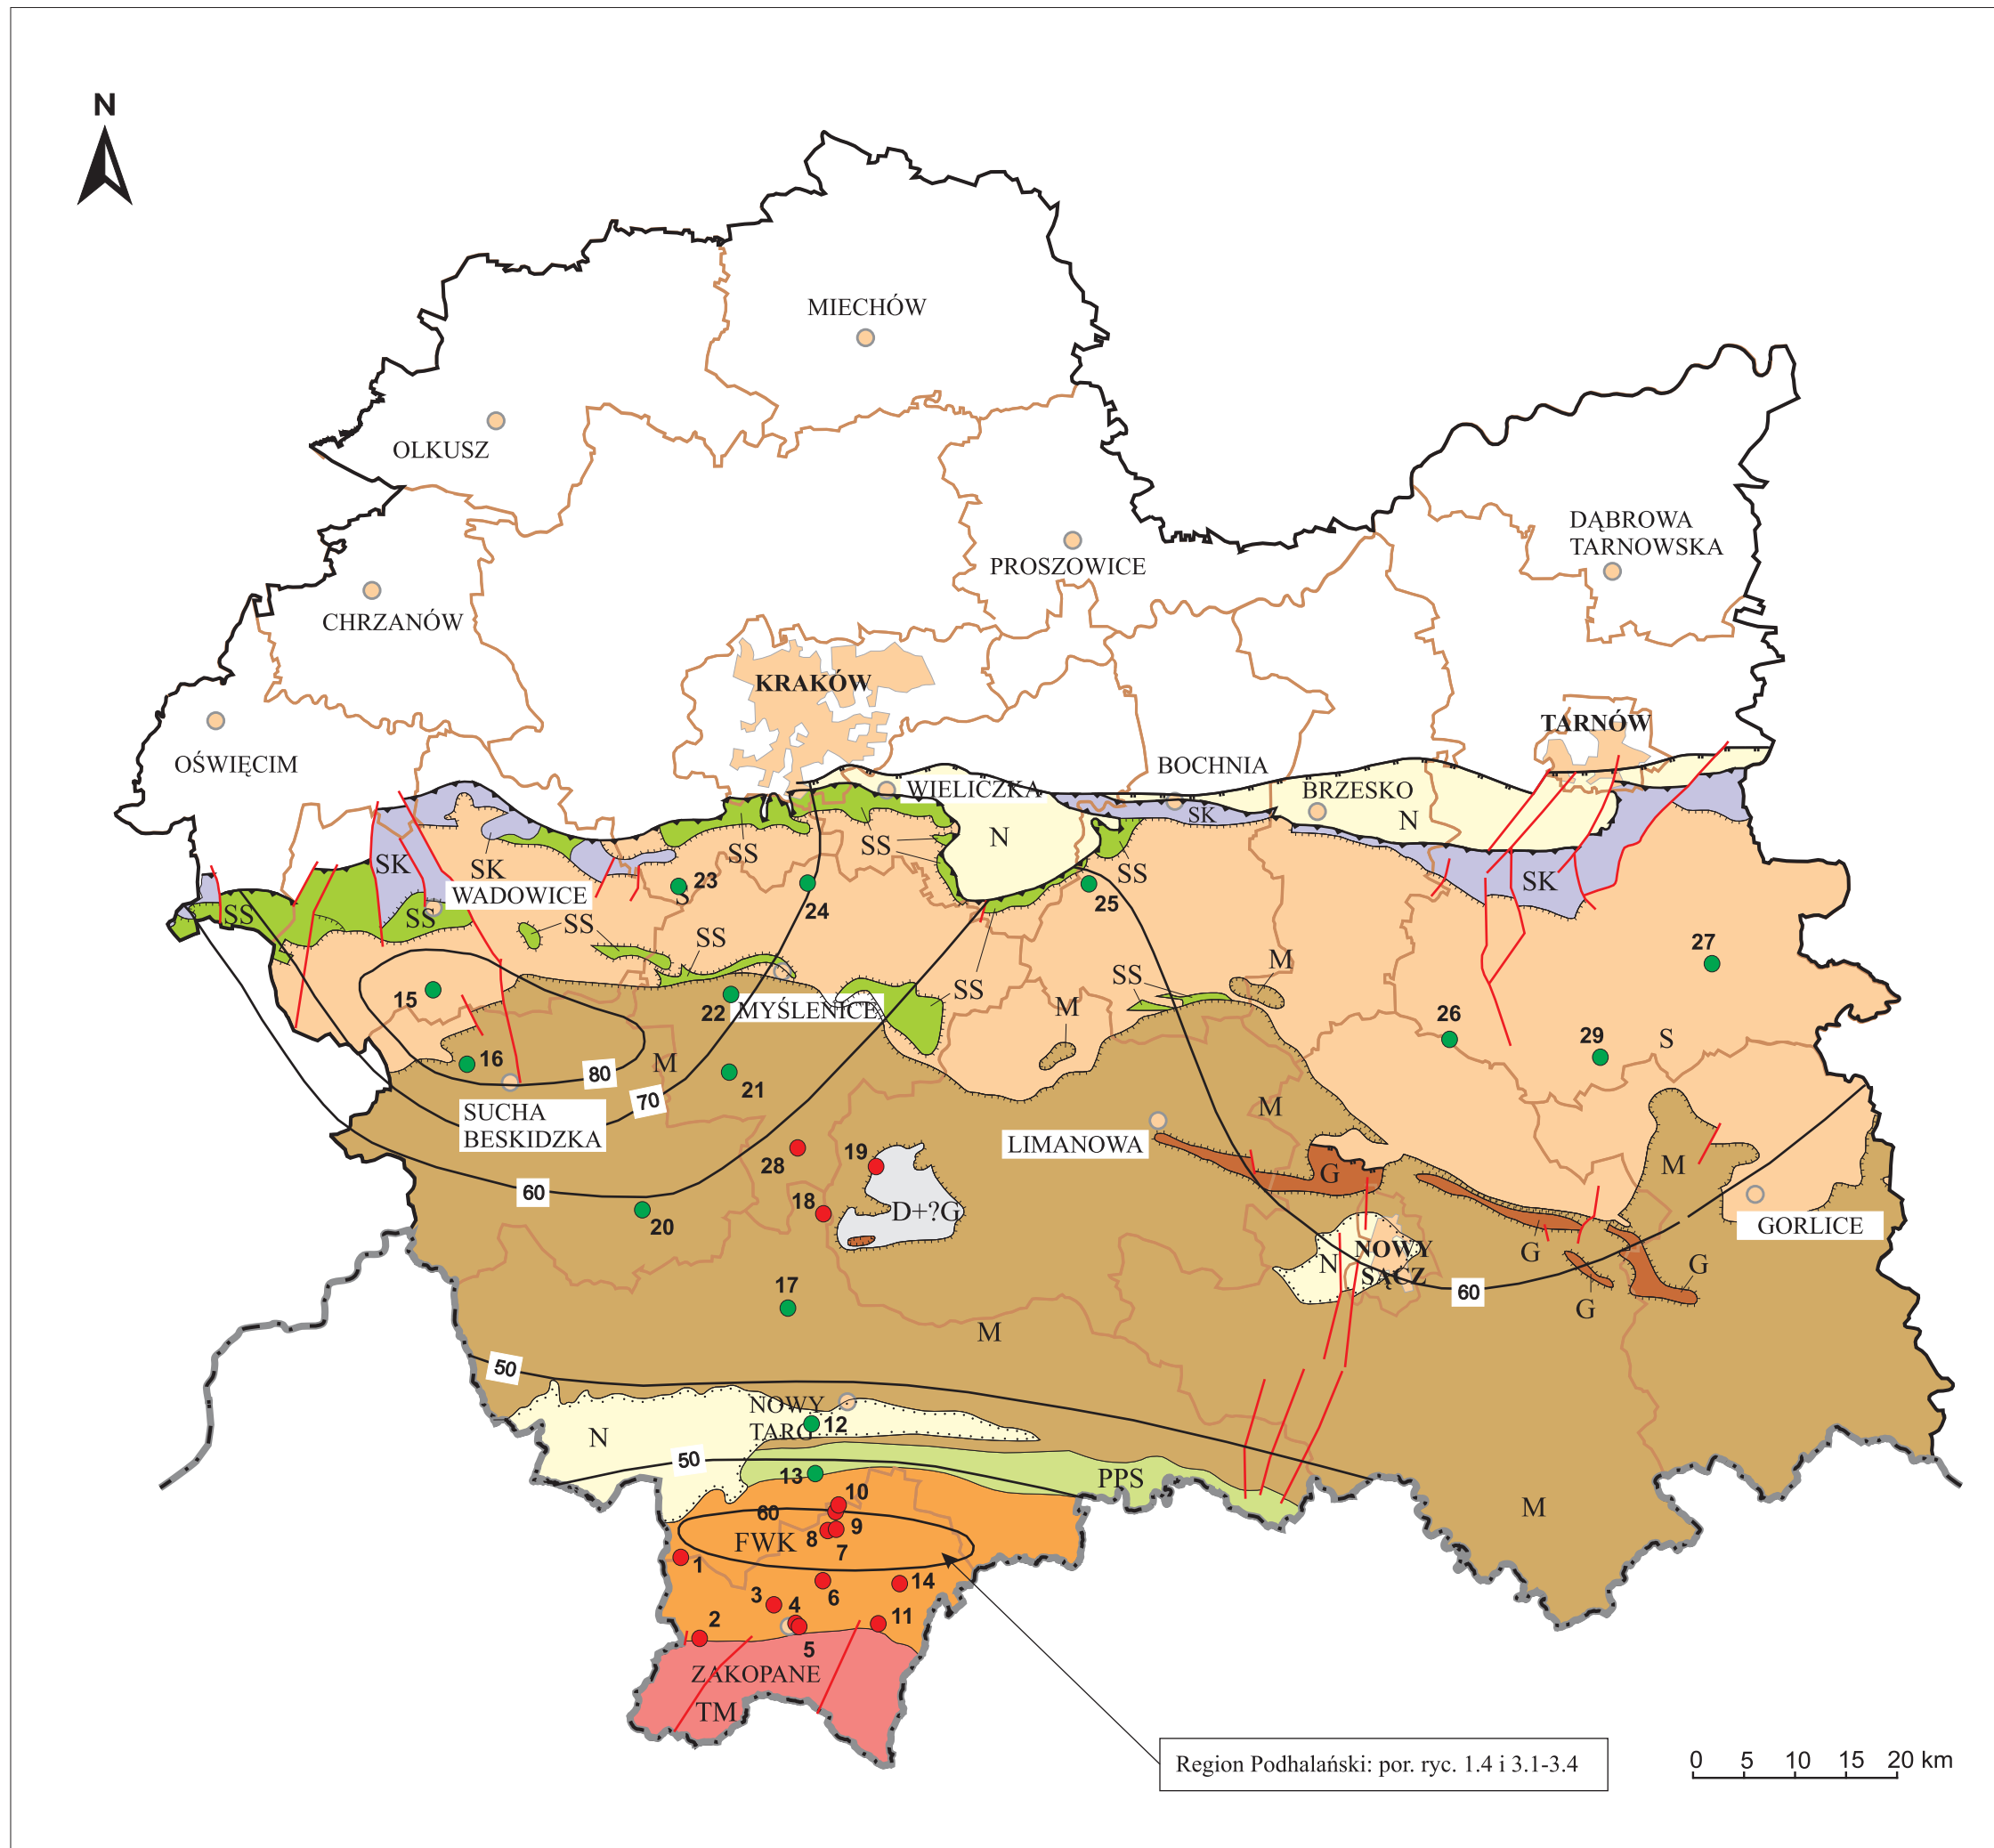 N
MIECHÓW
OLKUSZ
DĄBROWA
TARNOWSKA
PROSZOWICE
CHRZANÓW
KRAKÓW
TARNÓW
OŚWIĘCIM
BOCHNIA
WIELICZKA
BRZESKO
N
N
SK
SS
SS
SK
SK
SS
SK
WADOWICE
23
S
24
25
SS
SS
SS
SS
27
15
22
MYŚLENICE
SS
SS
M
M
26
29
S
16
80
M
21
70
SUCHA
BESKIDZKA
M
LIMANOWA
28
19
G
M
60
18
D+?G
20
GORLICE
N
NOWY
SĄCZ
G
G
G
60
17
M
50
NOWY
TARG
12
N
50
13
PPS
10
60
FWK
8
9
7
M
1
14
3
4
6
2
11
5
ZAKOPANE
TM
Region Podhalański: por. ryc. 1.4 i 3.1-3.4
0 5 10 15 20 km